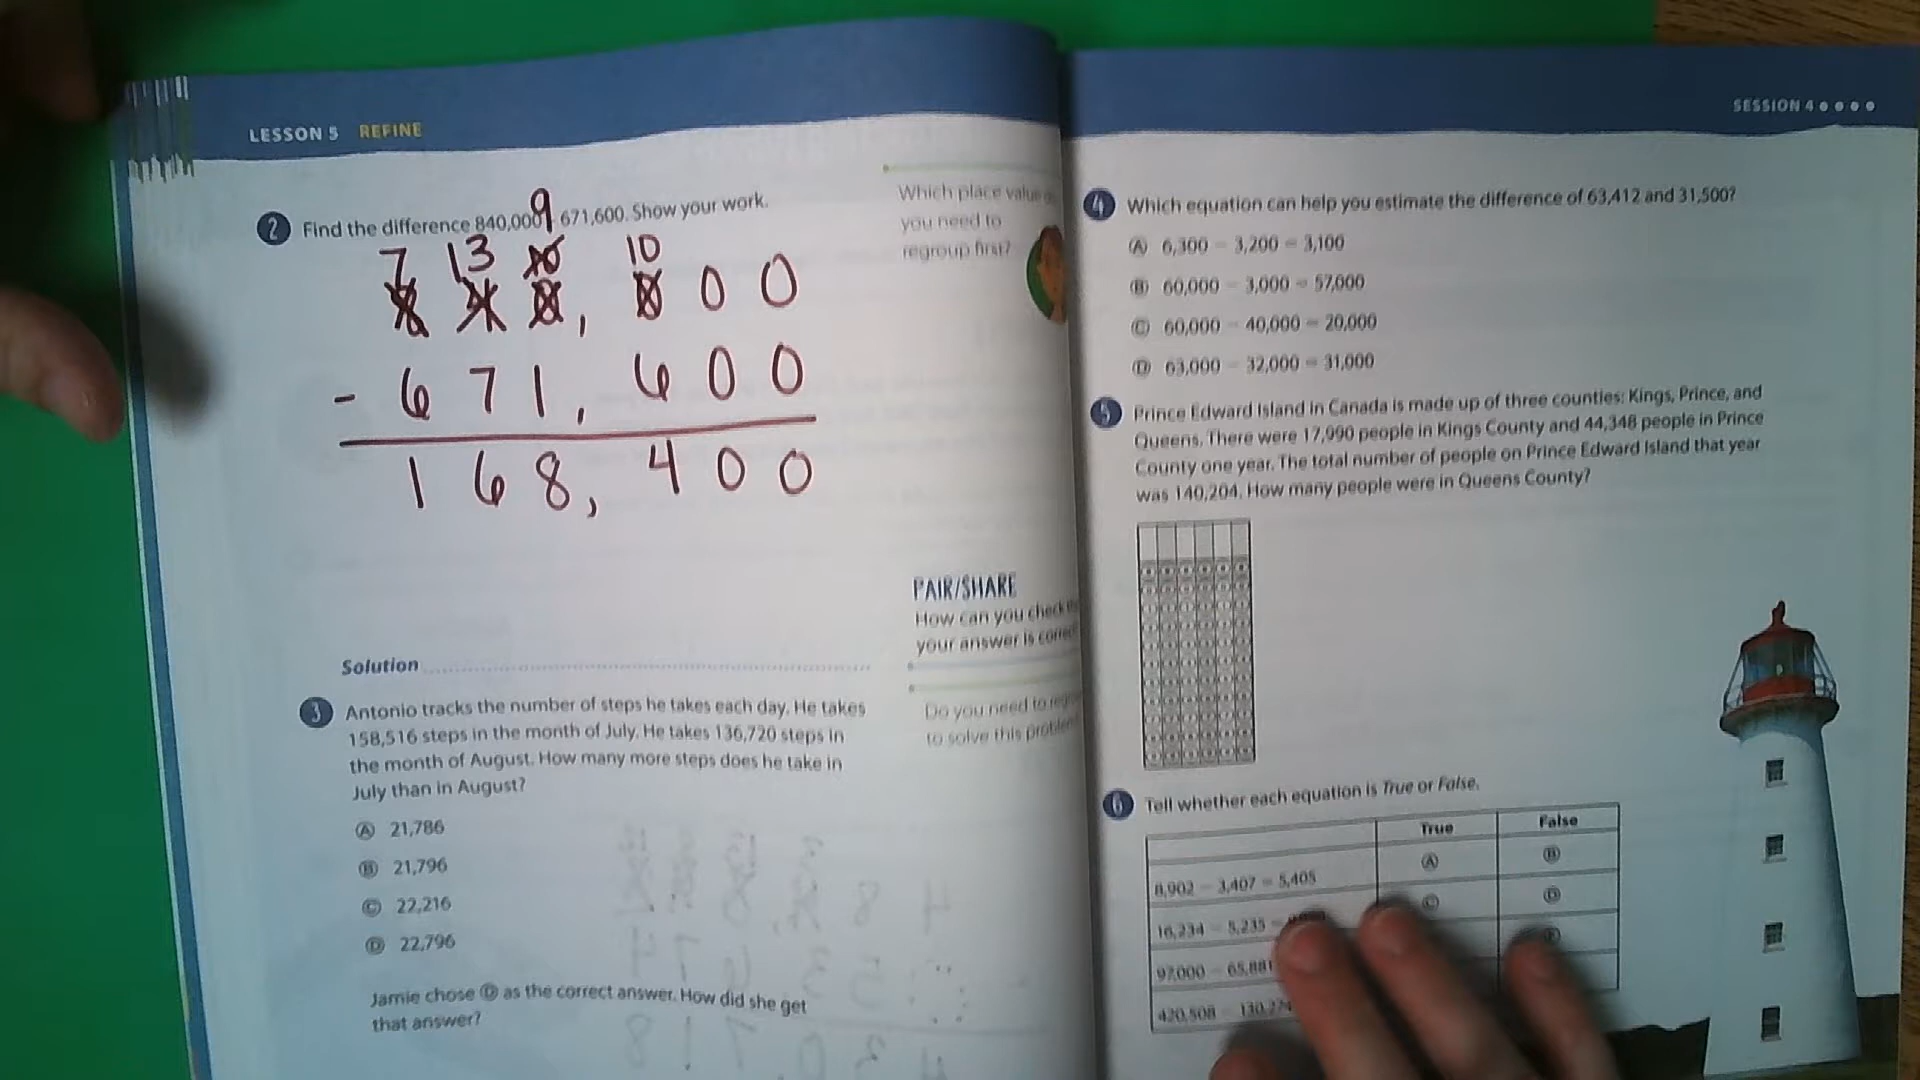 LESSON 5 REFINE
2 Find the difference 840,000 671,600. Show your work.
9
7 13 10 10
8 4 0, 0 0 0
- 6 7 1, 6 0 0
1 6 8, 4 0 0
Which place value
you need to
regroup first?
PAIR/SHARE
How can you check
your answer is
Solution
3 Antonio tracks the number of steps he takes each day. He takes
158,516 steps in the month of July. He takes 136,720 steps in
the month of August. How many more steps does he take in
July than in August?
Ⓐ 21,786
Ⓑ 21,796
Ⓒ 22,216
Ⓓ 22,796
Jamie chose Ⓓ as the correct answer. How did she get
that answer?
Do you need to
to solve this
SESSION 4
4 Which equation can help you estimate the difference of 63,412 and 31,500?
Ⓐ 6,300 - 3,200 = 3,100
Ⓑ 60,000 - 3,000 = 57,000
Ⓒ 60,000 - 40,000 = 20,000
Ⓓ 63,000 - 32,000 = 31,000
5 Prince Edward Island in Canada is made up of three counties: Kings, Prince, and
Queens. There were 17,990 people in Kings County and 44,348 people in Prince
County one year. The total number of people on Prince Edward Island that year
was 140,204. How many people were in Queens County?
6 Tell whether each equation is True or False.
True False
8,902 - 3,407 = 5,405 Ⓐ Ⓑ
16,234 - 5,235 = Ⓒ Ⓓ
97,000 - 65,881
420,508 - 130,274